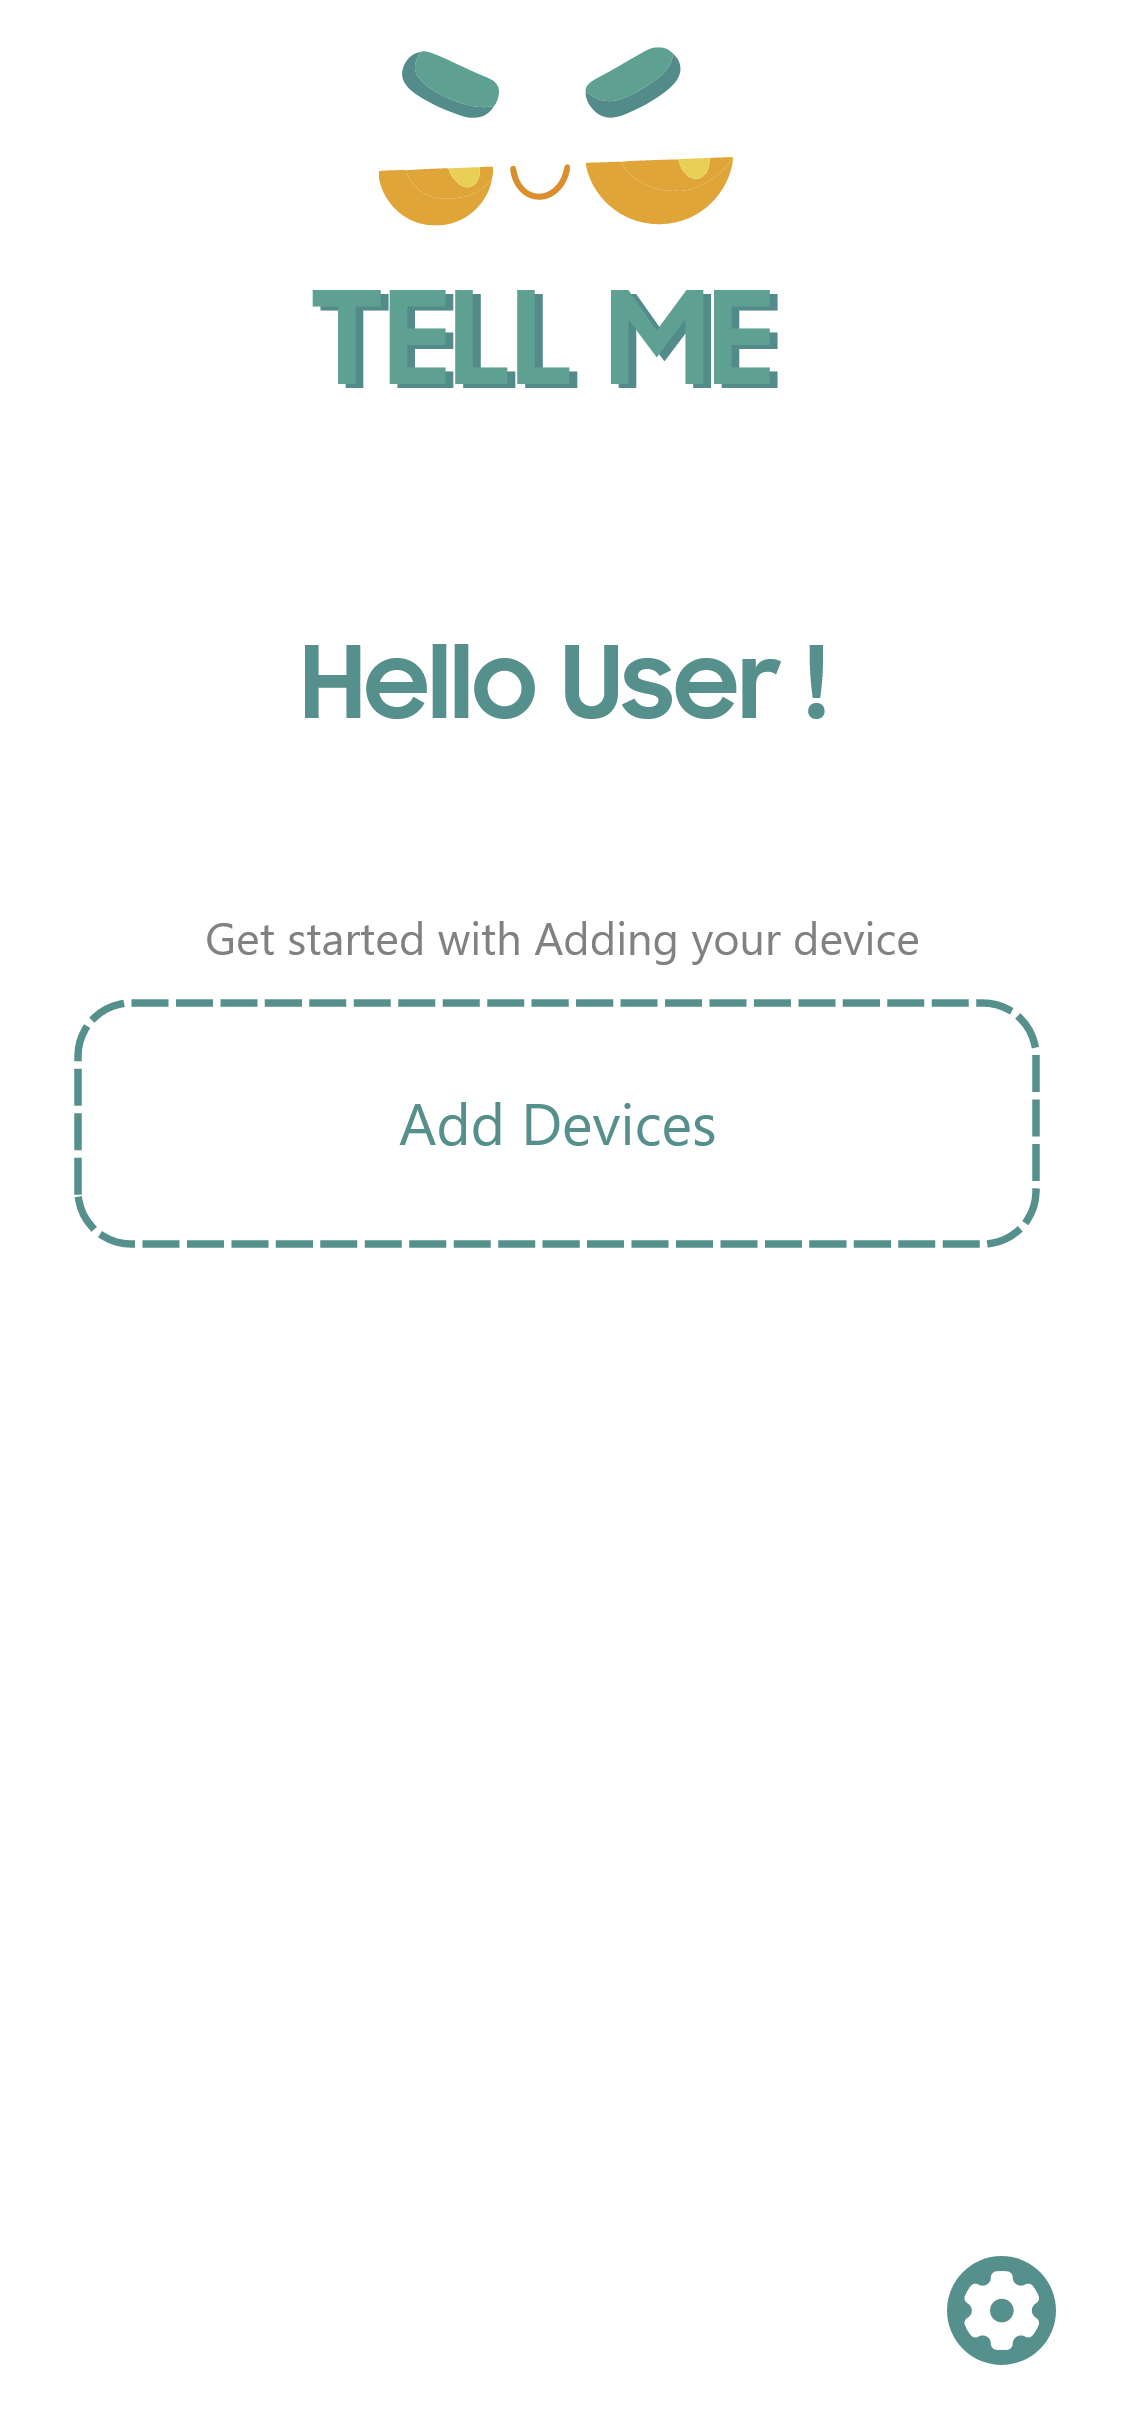 TELL ME
Hello User !
Get started with Adding your device
Add Devices